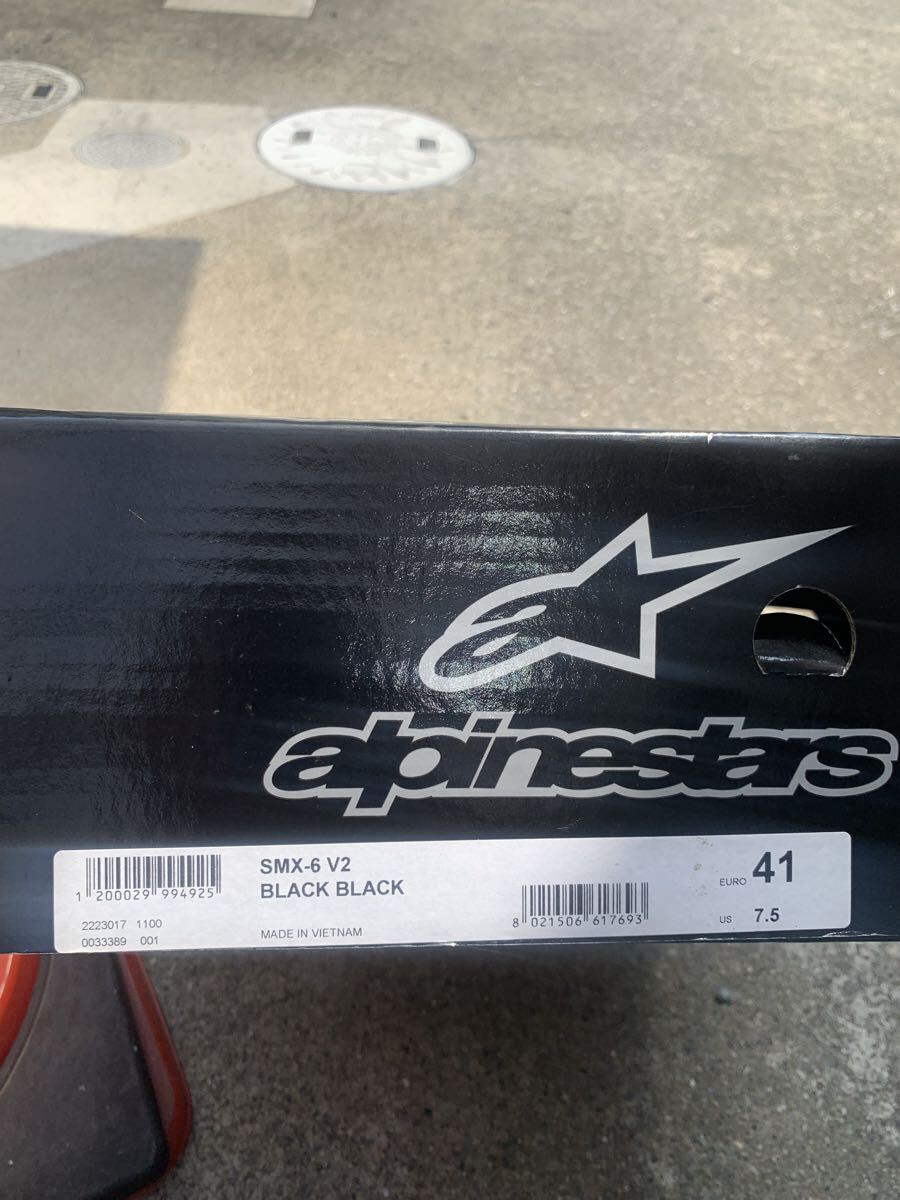 alpinestars
1 200029 994925
2223017 1100
0033389 001
SMX-6 V2
BLACK BLACK
MADE IN VIETNAM
8 021506 617693
EURO 41
US 7.5